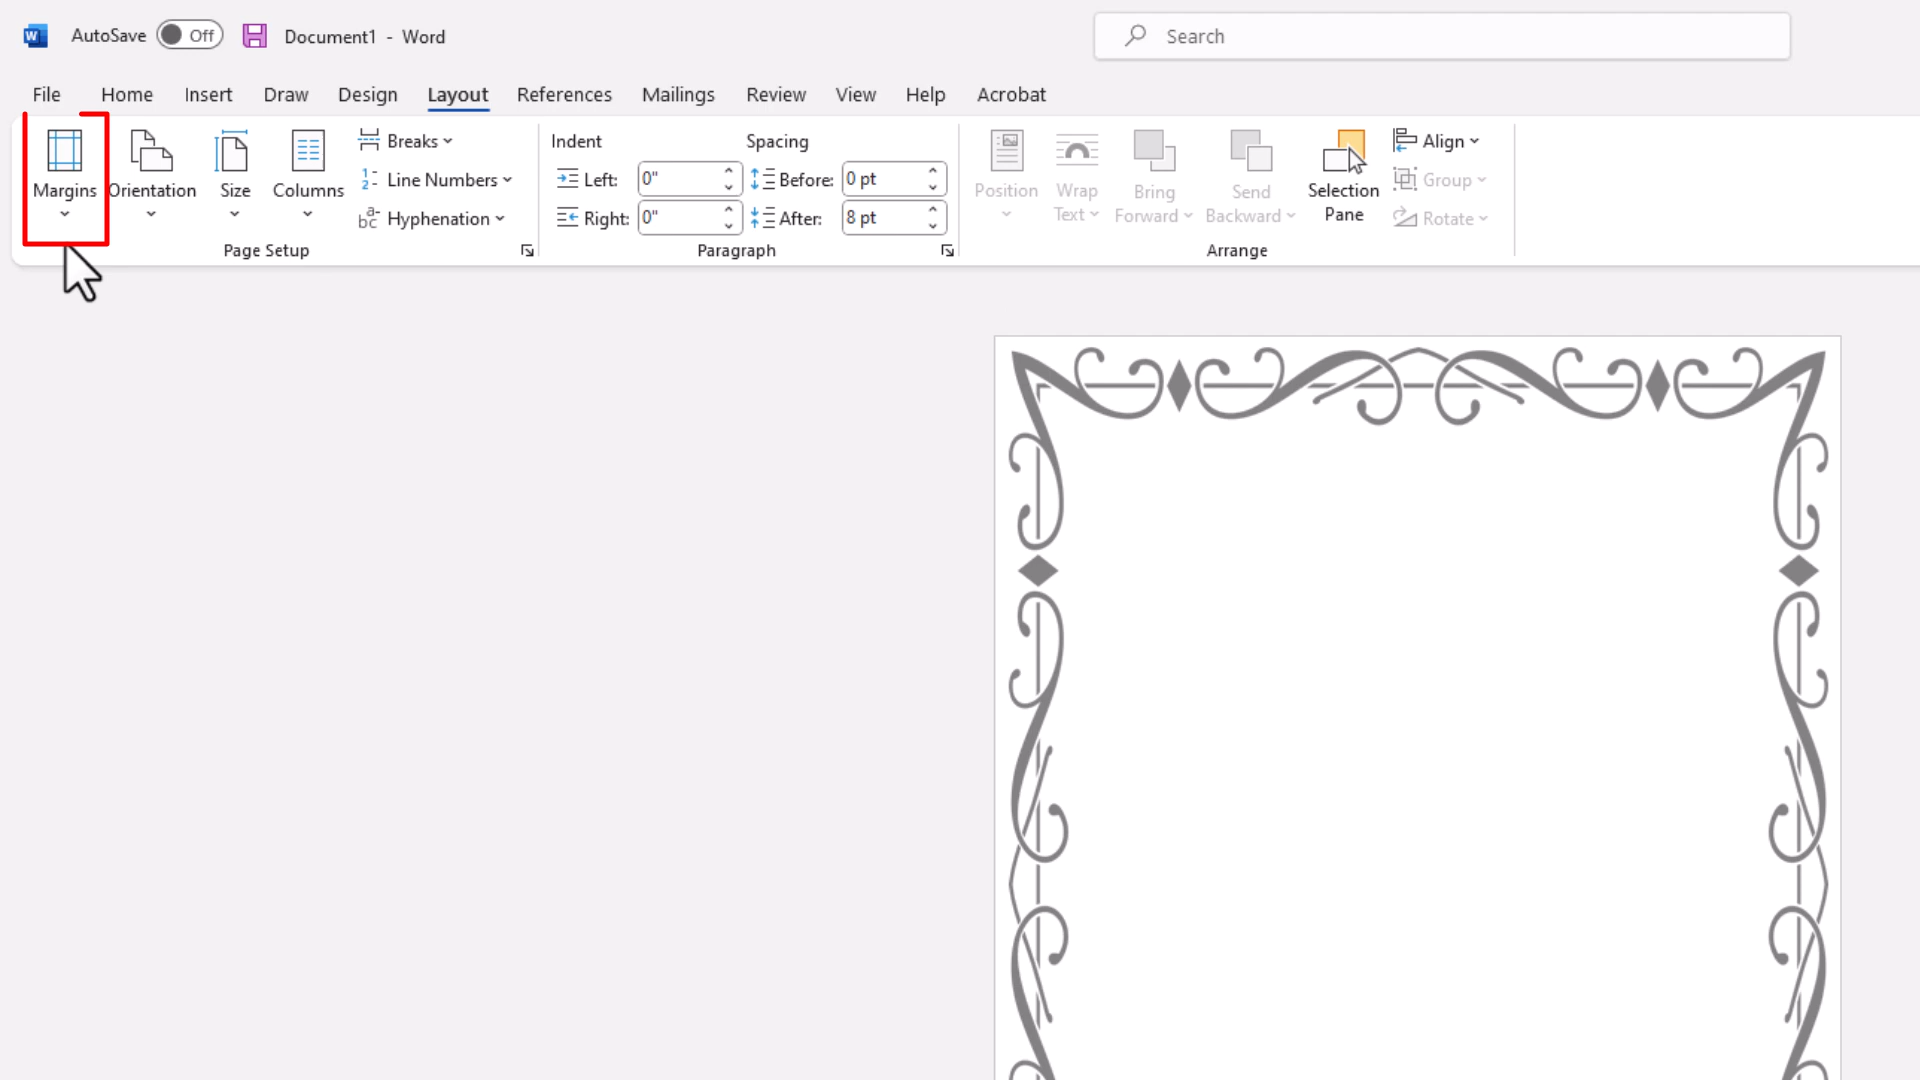 W AutoSave Off Document1 - Word Search
File Home Insert Draw Design Layout References Mailings Review View Help Acrobat
Margins Orientation Size Columns
Breaks
Line Numbers
Hyphenation
Page Setup
Indent Spacing
Left: 0" Before: 0 pt
Right: 0" After: 8 pt
Paragraph
Position Wrap Text Bring Forward Send Backward Selection Pane
Align
Group
Rotate
Arrange